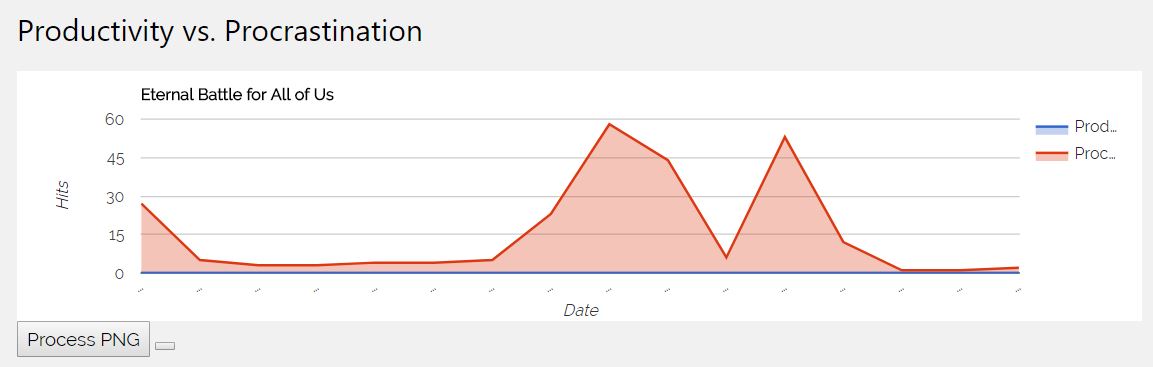 Productivity vs. Procrastination
Eternal Battle for All of Us
60
45
30
15
0
Hits
... ... ... ... ... ... ... ... ... ... ... ... ... ... ... ...
Date
Prod...
Proc...
Process PNG